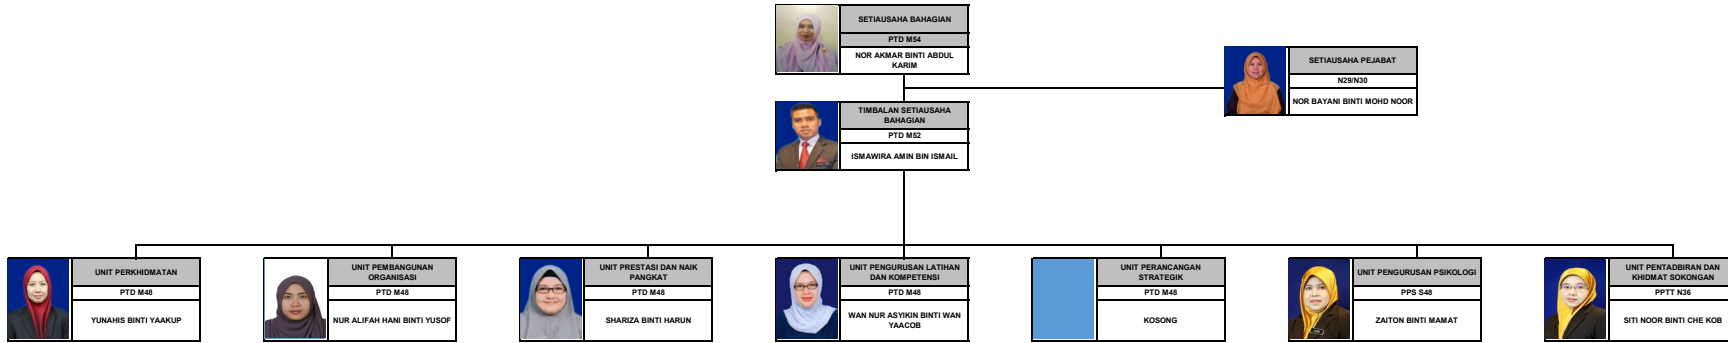 SETIAUSAHA BAHAGIAN
PTD M54
NOR AKMAR BINTI ABDUL
KARIM
SETIAUSAHA PEJABAT
N29/N30
NOR BAYANI BINTI MOHD NOOR
TIMBALAN SETIAUSAHA
BAHAGIAN
PTD M52
ISMAWIRA AMIN BIN ISMAIL
UNIT PERKHIDMATAN
PTD M48
YUNAHIS BINTI YAAKUP
UNIT PEMBANGUNAN
ORGANISASI
PTD M48
NUR ALIFAH HANI BINTI YUSOF
UNIT PRESTASI DAN NAIK
PANGKAT
PTD M48
SHARIZA BINTI HARUN
UNIT PENGURUSAN LATIHAN
DAN KOMPETENSI
PTD M48
WAN NUR ASYIKIN BINTI WAN
YAACOB
UNIT PERANCANGAN
STRATEGIK
PTD M48
KOSONG
UNIT PENGURUSAN PSIKOLOGI
PPS S48
ZAITON BINTI MAMAT
UNIT PENTADBIRAN DAN
KHIDMAT SOKONGAN
PPTT N36
SITI NOOR BINTI CHE KOB